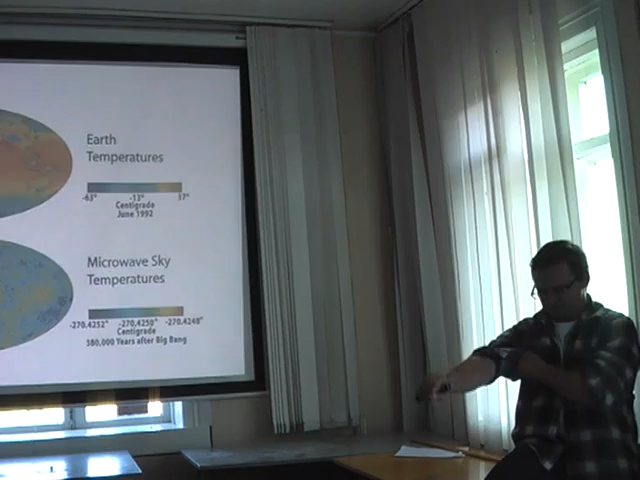 Earth
Temperatures
-63° -13° 37°
Centigrade
June 1992
Microwave Sky
Temperatures
-270.4252° -270.4250° -270.4248°
Centigrade
380,000 Years after Big Bang